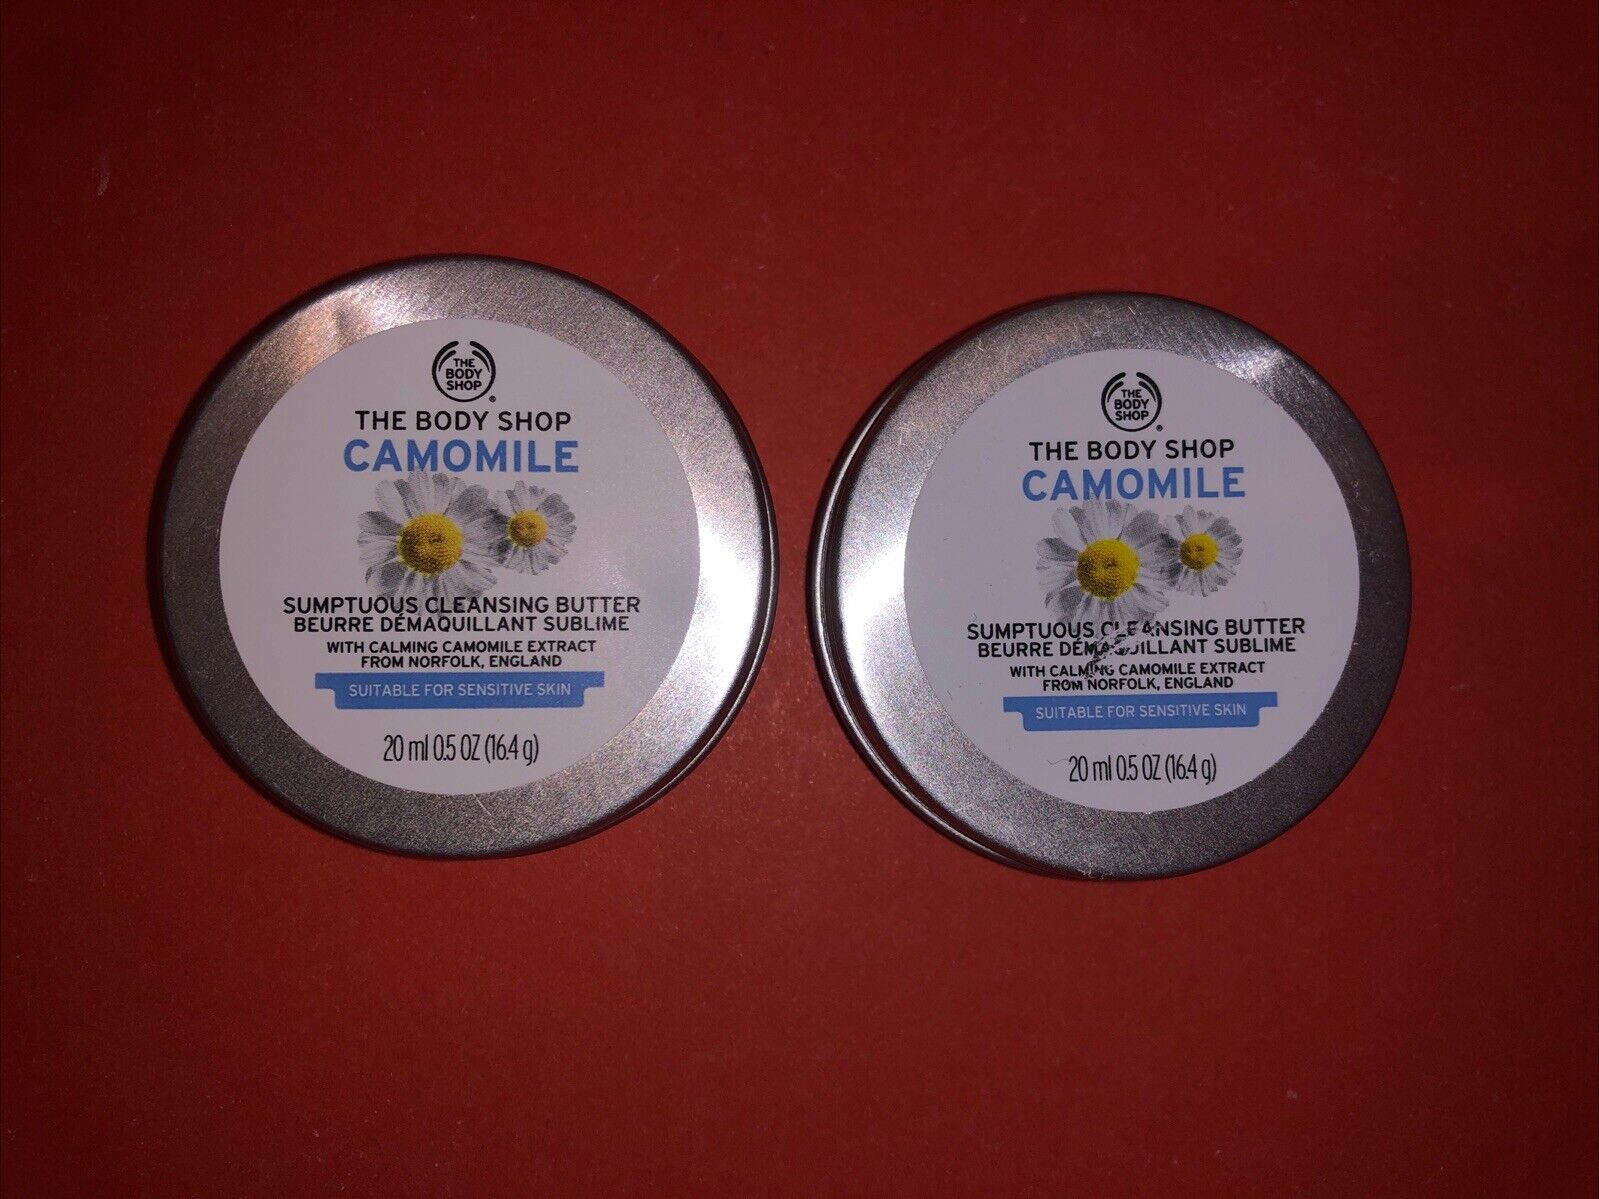 THE
BODY
SHOP
®
THE BODY SHOP
CAMOMILE
SUMPTUOUS CLEANSING BUTTER
BEURRE DÉMAQUILLANT SUBLIME
WITH CALMING CAMOMILE EXTRACT
FROM NORFOLK, ENGLAND
SUITABLE FOR SENSITIVE SKIN
20 ml 0.5 OZ (16.4 g)
THE
BODY
SHOP
®
THE BODY SHOP
CAMOMILE
SUMPTUOUS CLEANSING BUTTER
BEURRE DÉMAQUILLANT SUBLIME
WITH CALMING CAMOMILE EXTRACT
FROM NORFOLK, ENGLAND
SUITABLE FOR SENSITIVE SKIN
20 ml 0.5 OZ (16.4 g)